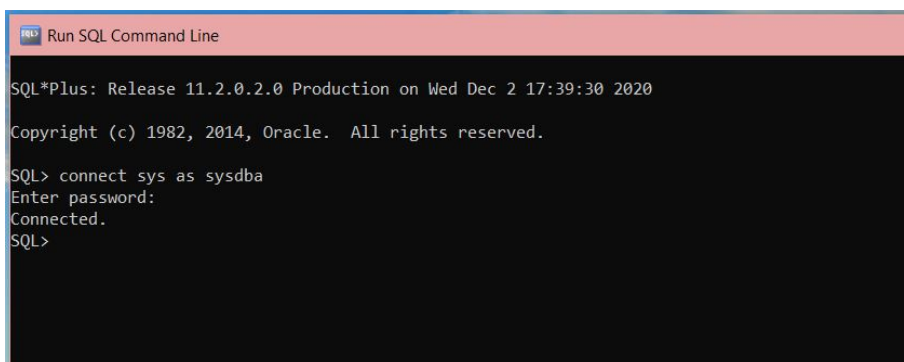 SQL>
Run SQL Command Line
SQL*Plus: Release 11.2.0.2.0 Production on Wed Dec 2 17:39:30 2020
Copyright (c) 1982, 2014, Oracle.  All rights reserved.
SQL> connect sys as sysdba
Enter password:
Connected.
SQL>